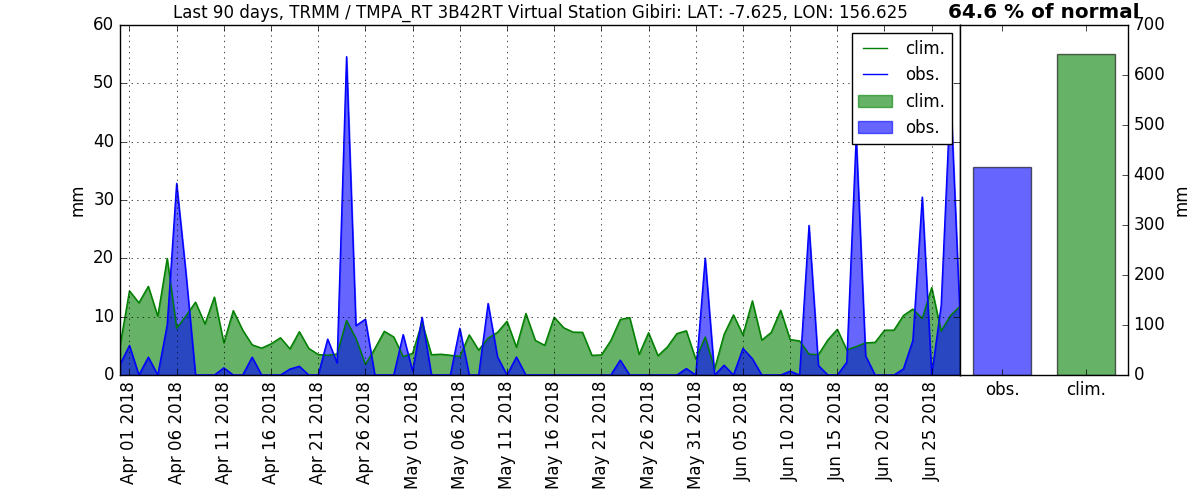 Last 90 days, TRMM / TMPA_RT 3B42RT Virtual Station Gibiri: LAT: -7.625, LON: 156.625
64.6 % of normal
60
50
40
30
20
10
0
mm
clim.
obs.
clim.
obs.
700
600
500
400
300
200
100
0
mm
Apr 01 2018
Apr 06 2018
Apr 11 2018
Apr 16 2018
Apr 21 2018
Apr 26 2018
May 01 2018
May 06 2018
May 11 2018
May 16 2018
May 21 2018
May 26 2018
May 31 2018
Jun 05 2018
Jun 10 2018
Jun 15 2018
Jun 20 2018
Jun 25 2018
obs.
clim.